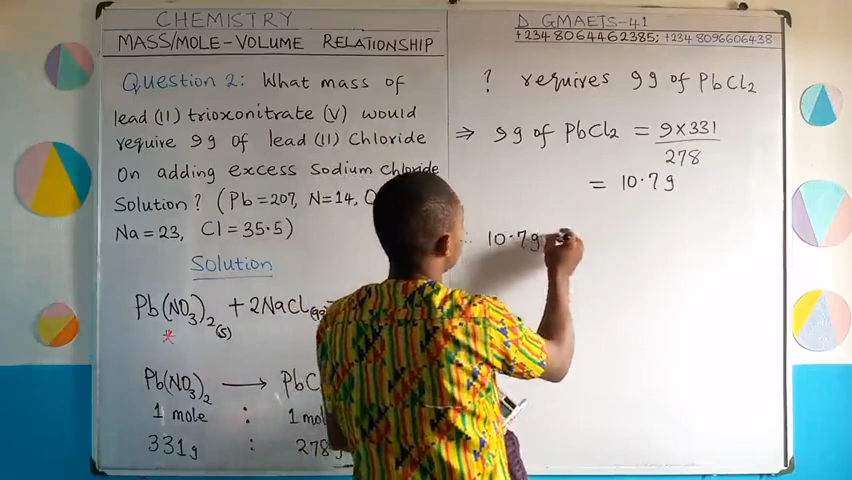 CHEMISTRY
MASS/MOLE-VOLUME RELATIONSHIP
Question 2: What mass of
lead (II) trioxonitrate (V) would
require 9g of lead (II) Chloride
On adding excess Sodium chloride
Solution? (Pb=207, N=14, O
Na=23, Cl=35.5)
Solution
Pb(NO3)2(s) + 2NaCl(aq)
*
Pb(NO3)2 → PbCl
1 mole : 1 mole
331g : 278g
D GMAETS-41
+234 8064462385; +234 8096606438
? requires 9g of PbCl2
⇒ 9g of PbCl2 = 9×331
278
= 10.7g
10.7g